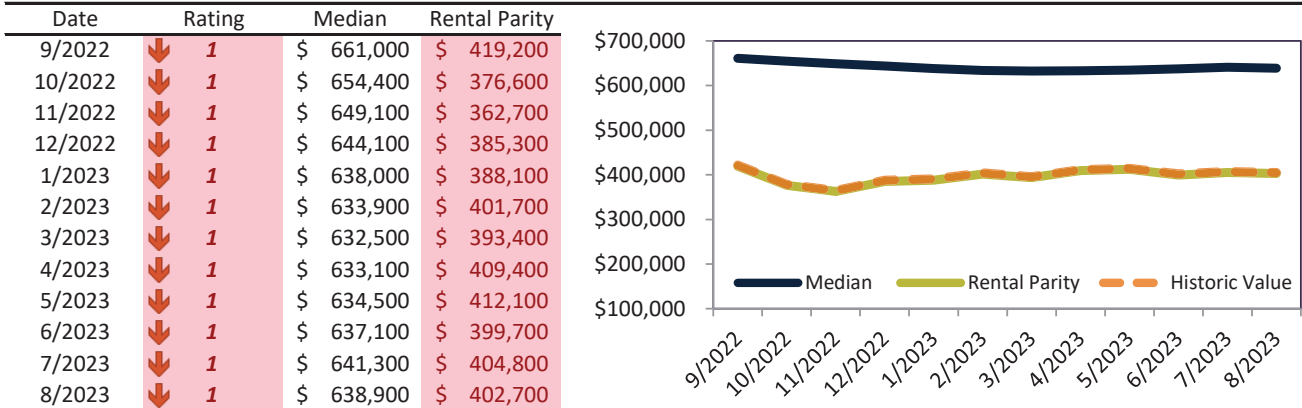 Date Rating Median Rental Parity
9/2022 1 $ 661,000 $ 419,200
10/2022 1 $ 654,400 $ 376,600
11/2022 1 $ 649,100 $ 362,700
12/2022 1 $ 644,100 $ 385,300
1/2023 1 $ 638,000 $ 388,100
2/2023 1 $ 633,900 $ 401,700
3/2023 1 $ 632,500 $ 393,400
4/2023 1 $ 633,100 $ 409,400
5/2023 1 $ 634,500 $ 412,100
6/2023 1 $ 637,100 $ 399,700
7/2023 1 $ 641,300 $ 404,800
8/2023 1 $ 638,900 $ 402,700
$700,000
$600,000
$500,000
$400,000
$300,000
$200,000
$100,000
Median Rental Parity Historic Value
9/2022 10/2022 11/2022 12/2022 1/2023 2/2023 3/2023 4/2023 5/2023 6/2023 7/2023 8/2023